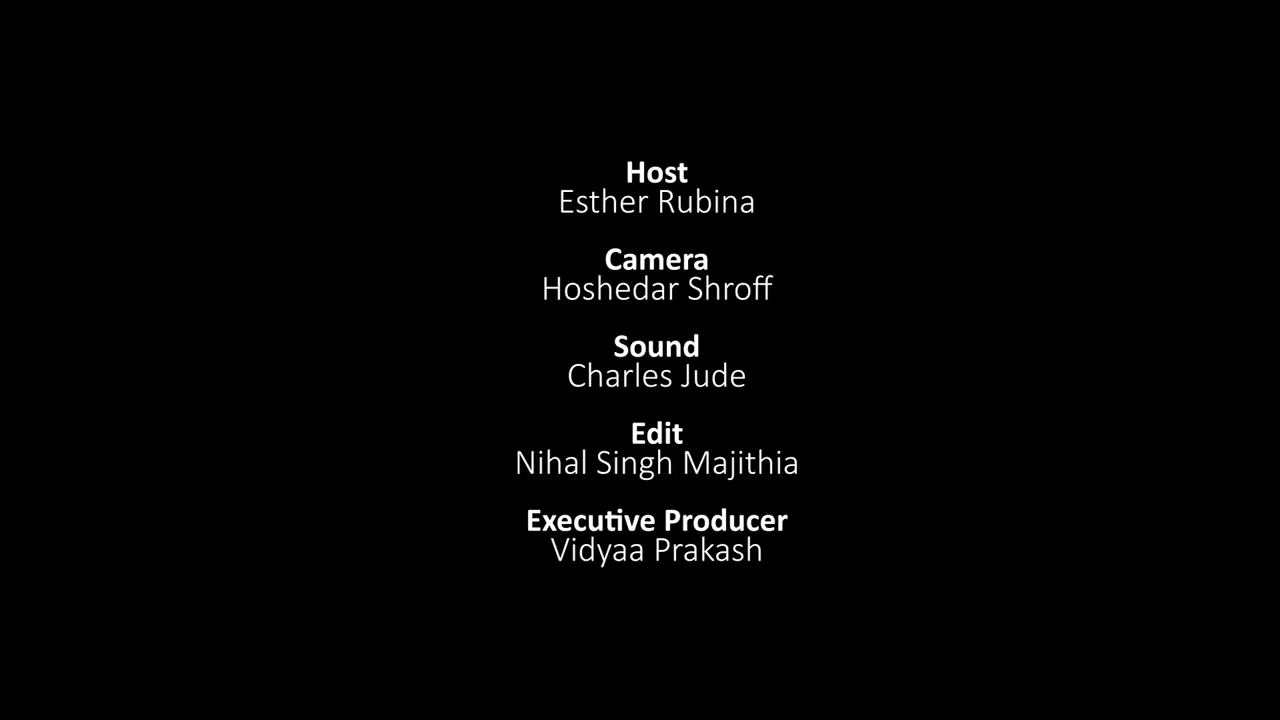 Host
Esther Rubina
Camera
Hoshedar Shroff
Sound
Charles Jude
Edit
Nihal Singh Majithia
Executive Producer
Vidyaa Prakash